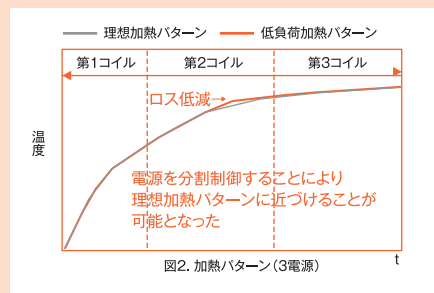 理想加熱パターン 低負荷加熱パターン
第1コイル 第2コイル 第3コイル
ロス低減→
温度
電源を分割制御することにより
理想加熱パターンに近づけることが
可能となった
t
図2. 加熱パターン(3電源)